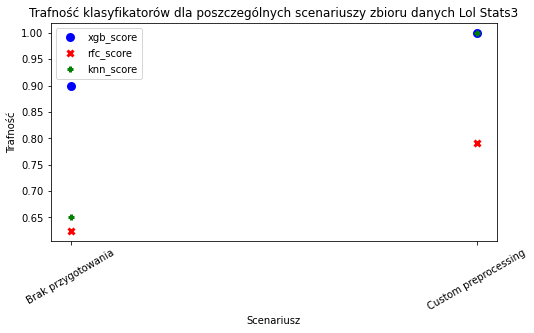 Trafność klasyfikatorów dla poszczególnych scenariuszy zbioru danych Lol Stats3
xgb_score
rfc_score
knn_score
Trafność
1.00
0.95
0.90
0.85
0.80
0.75
0.70
0.65
Brak przygotowania
Custom preprocessing
Scenariusz